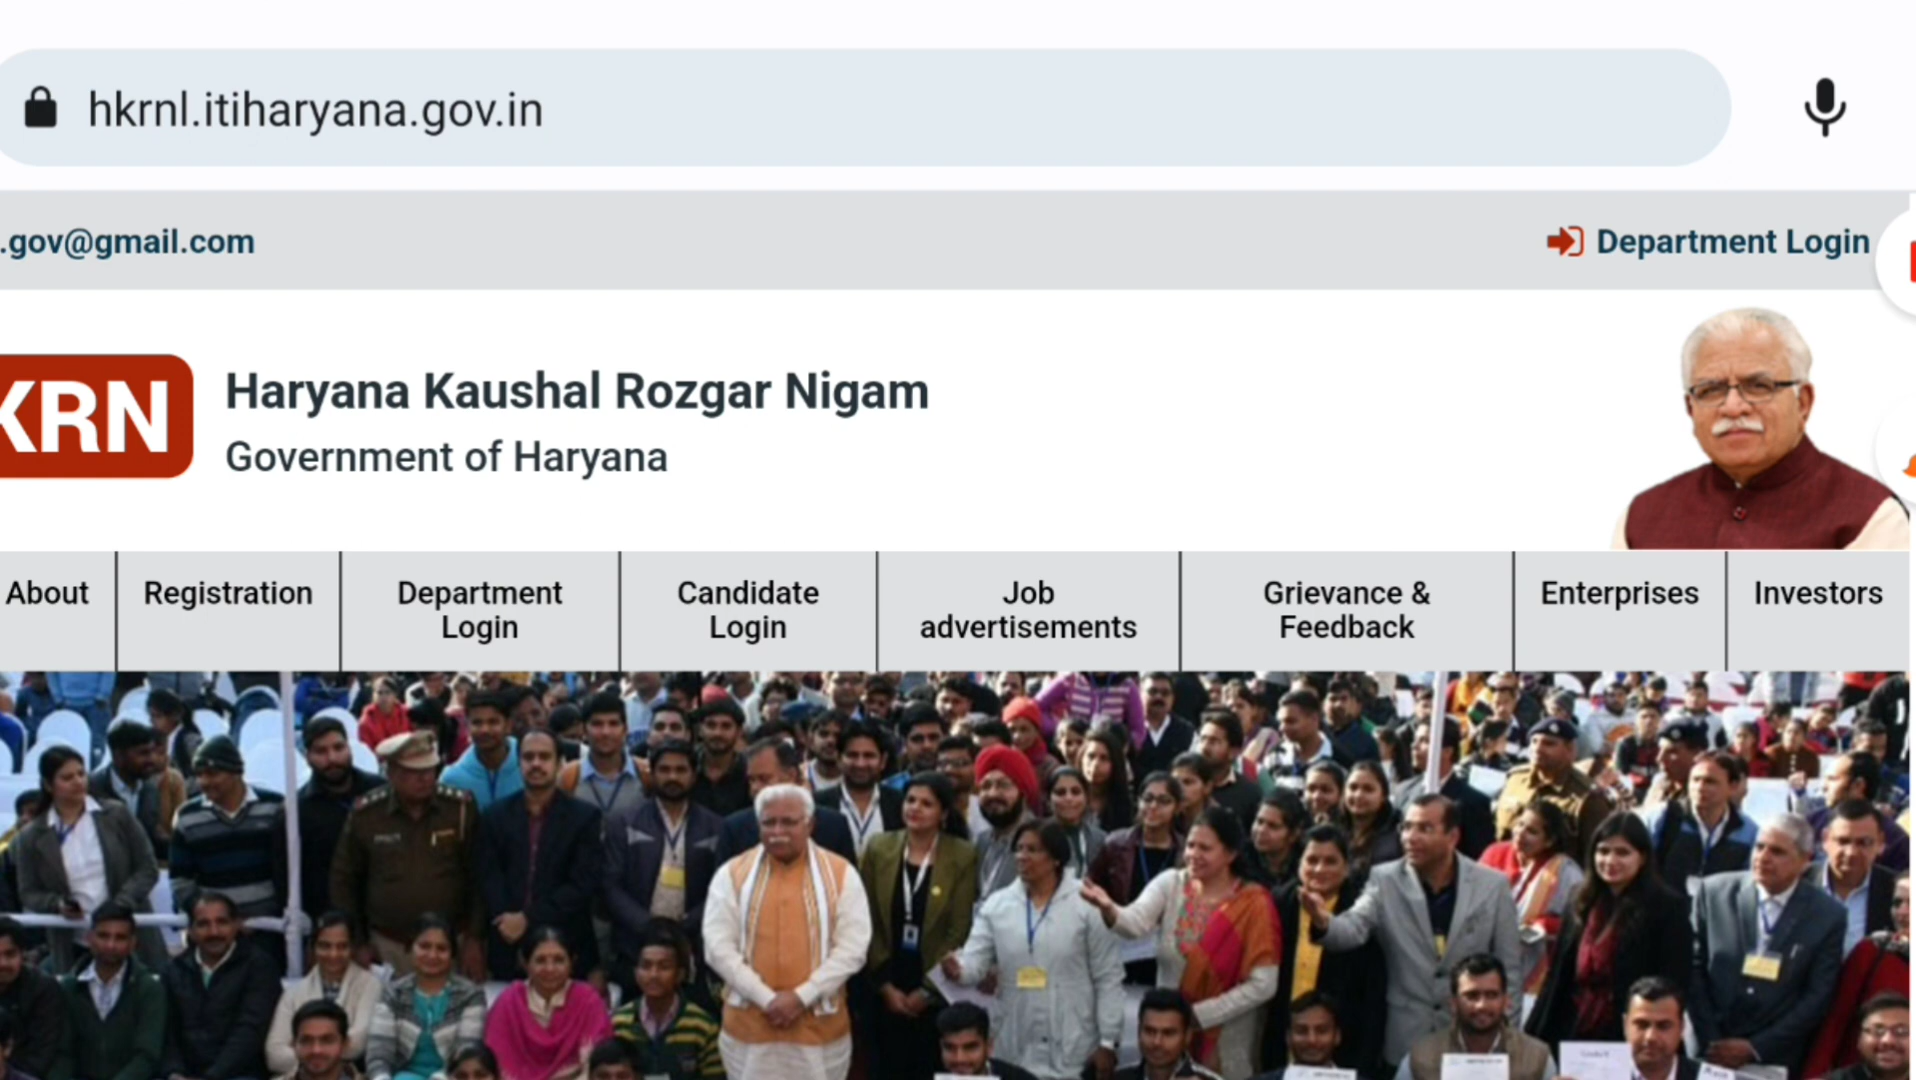 hkrnl.itiharyana.gov.in
.gov@gmail.com
Department Login
KRN
Haryana Kaushal Rozgar Nigam
Government of Haryana
About
Registration
Department
Login
Candidate
Login
Job
advertisements
Grievance &
Feedback
Enterprises
Investors